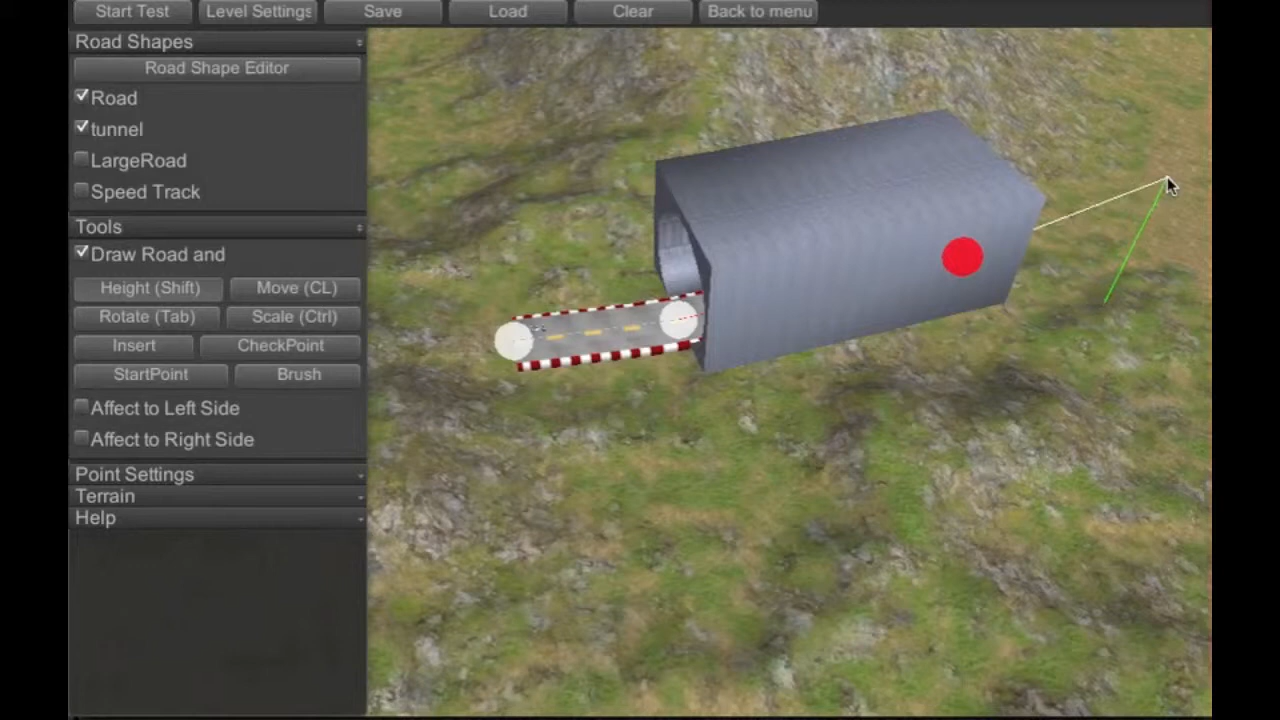 Start Test Level Settings Save Load Clear Back to menu
Road Shapes
Road Shape Editor
Road
tunnel
LargeRoad
Speed Track
Tools
Draw Road and
Height (Shift) Move (CL)
Rotate (Tab) Scale (Ctrl)
Insert CheckPoint
StartPoint Brush
Affect to Left Side
Affect to Right Side
Point Settings
Terrain
Help